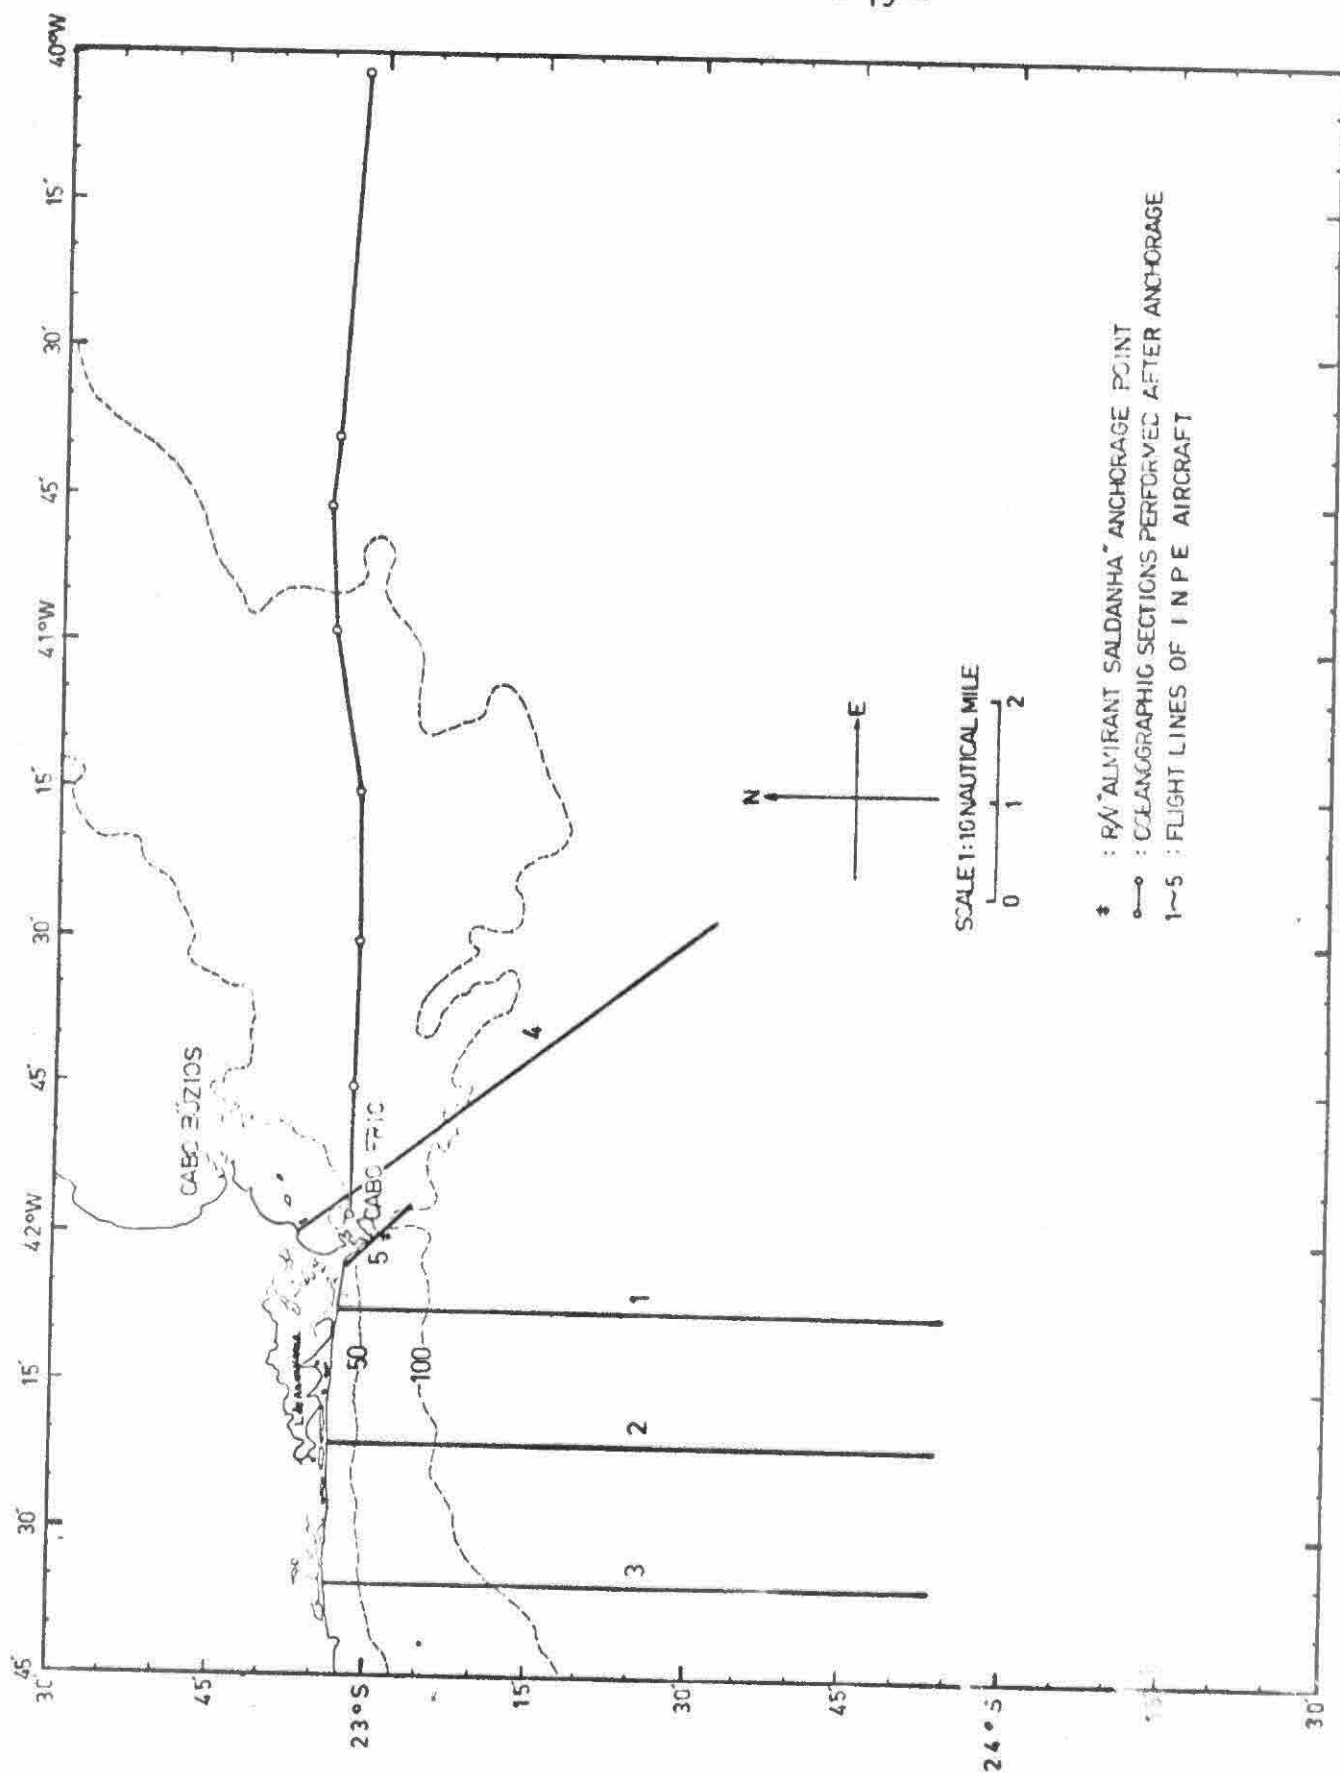 40°W
15′
30′
45′
41°W
15′
30′
45′
42°W
15′
30′
45′
30′
45′
23°S
15′
30′
45′
24°S
30′
CABO BÚZIOS
CABO FRIO
50
100
1
2
3
4
5
N
E
SCALE 1:10 NAUTICAL MILE
0 1 2
* : R/V "ALMIRANT SALDANHA" ANCHORAGE POINT
o—o : OCEANOGRAPHIC SECTIONS PERFORMED AFTER ANCHORAGE
1~5 : FLIGHT LINES OF INPE AIRCRAFT